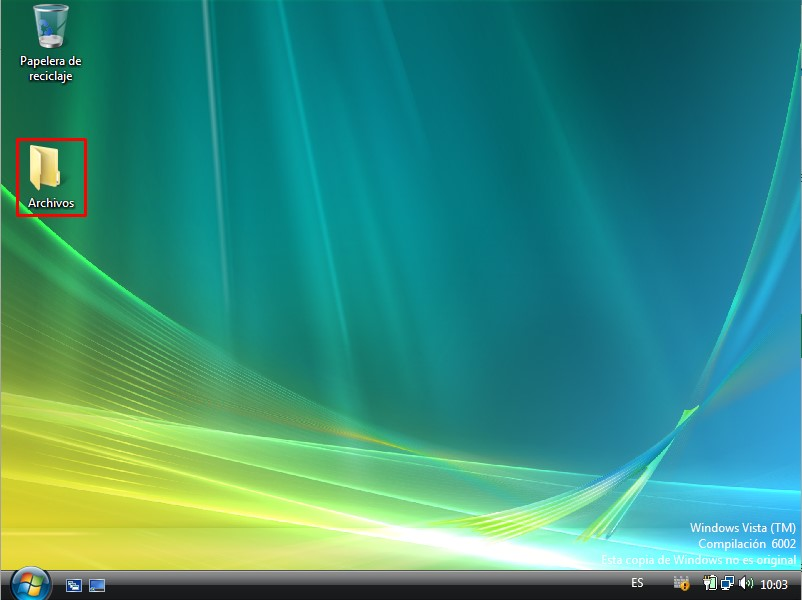 Papelera de
reciclaje
Archivos
Windows Vista (TM)
Compilación 6002
Esta copia de Windows no es original
ES
10:03